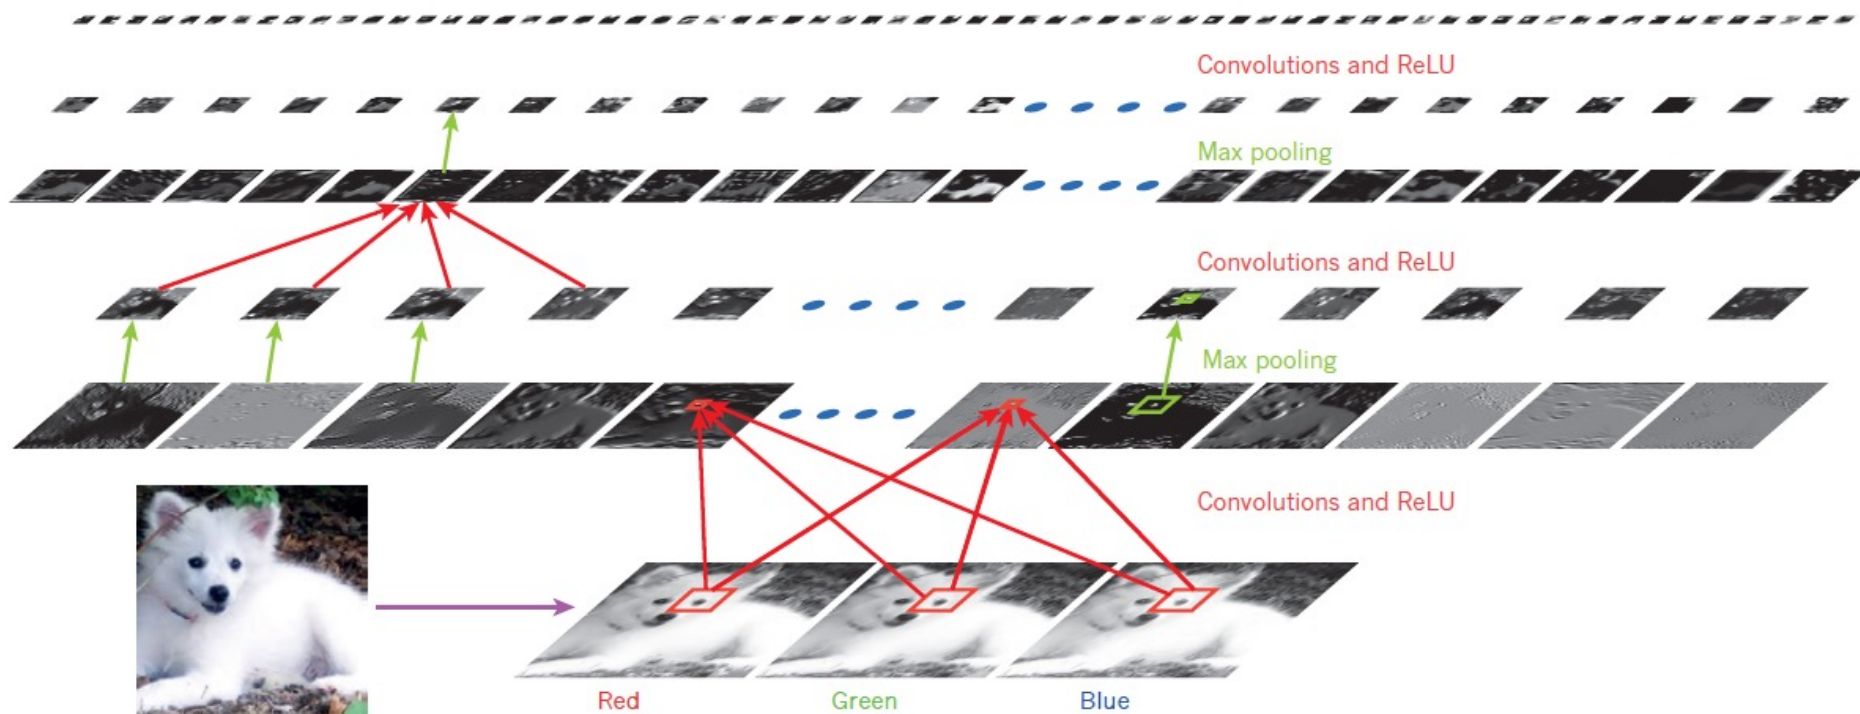 Convolutions and ReLU
Max pooling
Convolutions and ReLU
Max pooling
Convolutions and ReLU
Red
Green
Blue